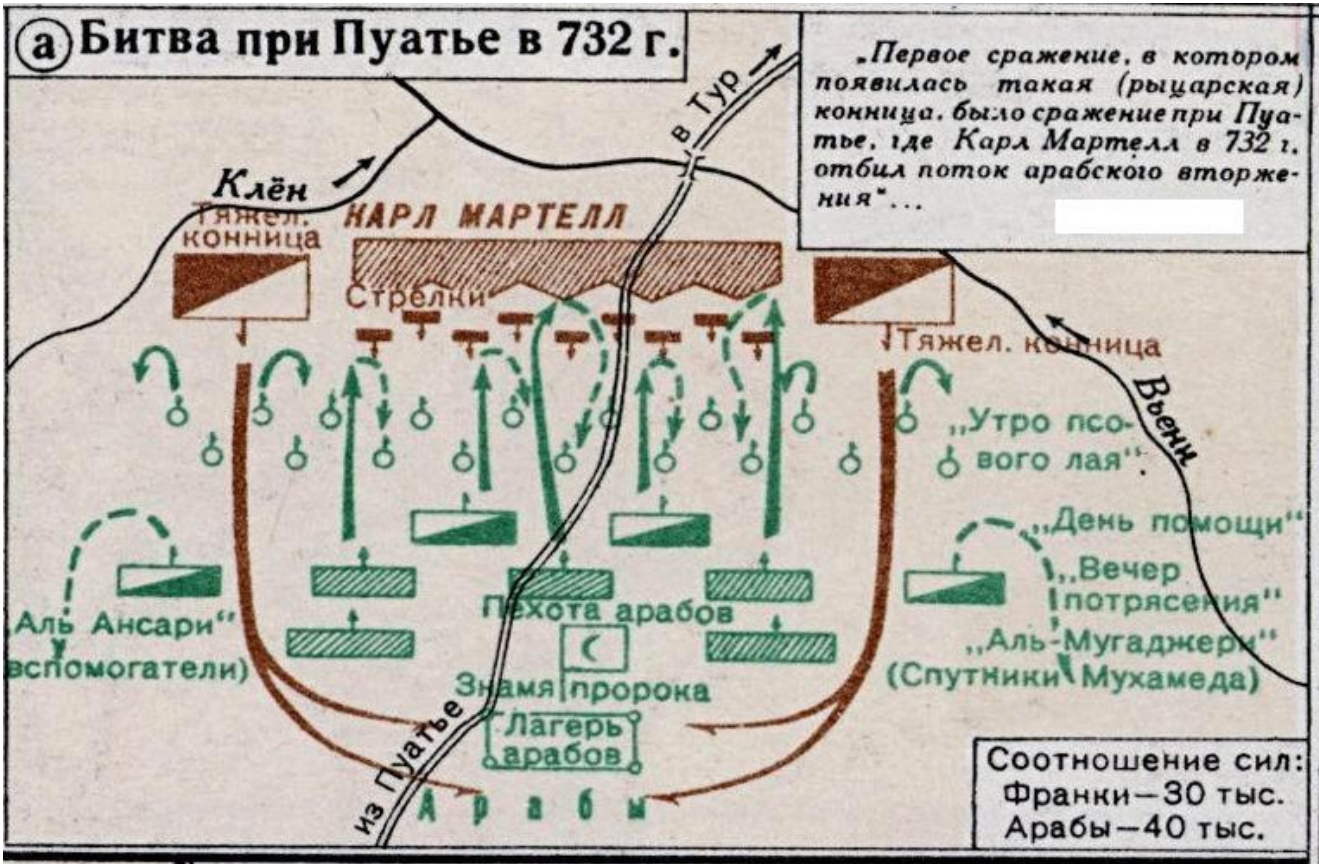 а Битва при Пуатье в 732 г.
„Первое сражение, в котором
появилась такая (рыцарская)
конница, было сражение при Пуа-
тье, где Карл Мартелл в 732 г.
отбил поток арабского вторже-
ния"...
в Тур
Клён
Тяжел.
конница
КАРЛ МАРТЕЛЛ
Стрелки
Тяжел. конница
Вьенн
„Утро псо-
вого лая"
„День помощи"
„Вечер
потрясения"
Пехота арабов
„Аль Ансари"
вспомогатели)
„Аль-Мугаджери"
(Спутники Мухамеда)
Знамя пророка
Лагерь
арабов
из Пуатье
Арабы
Соотношение сил:
Франки—30 тыс.
Арабы—40 тыс.